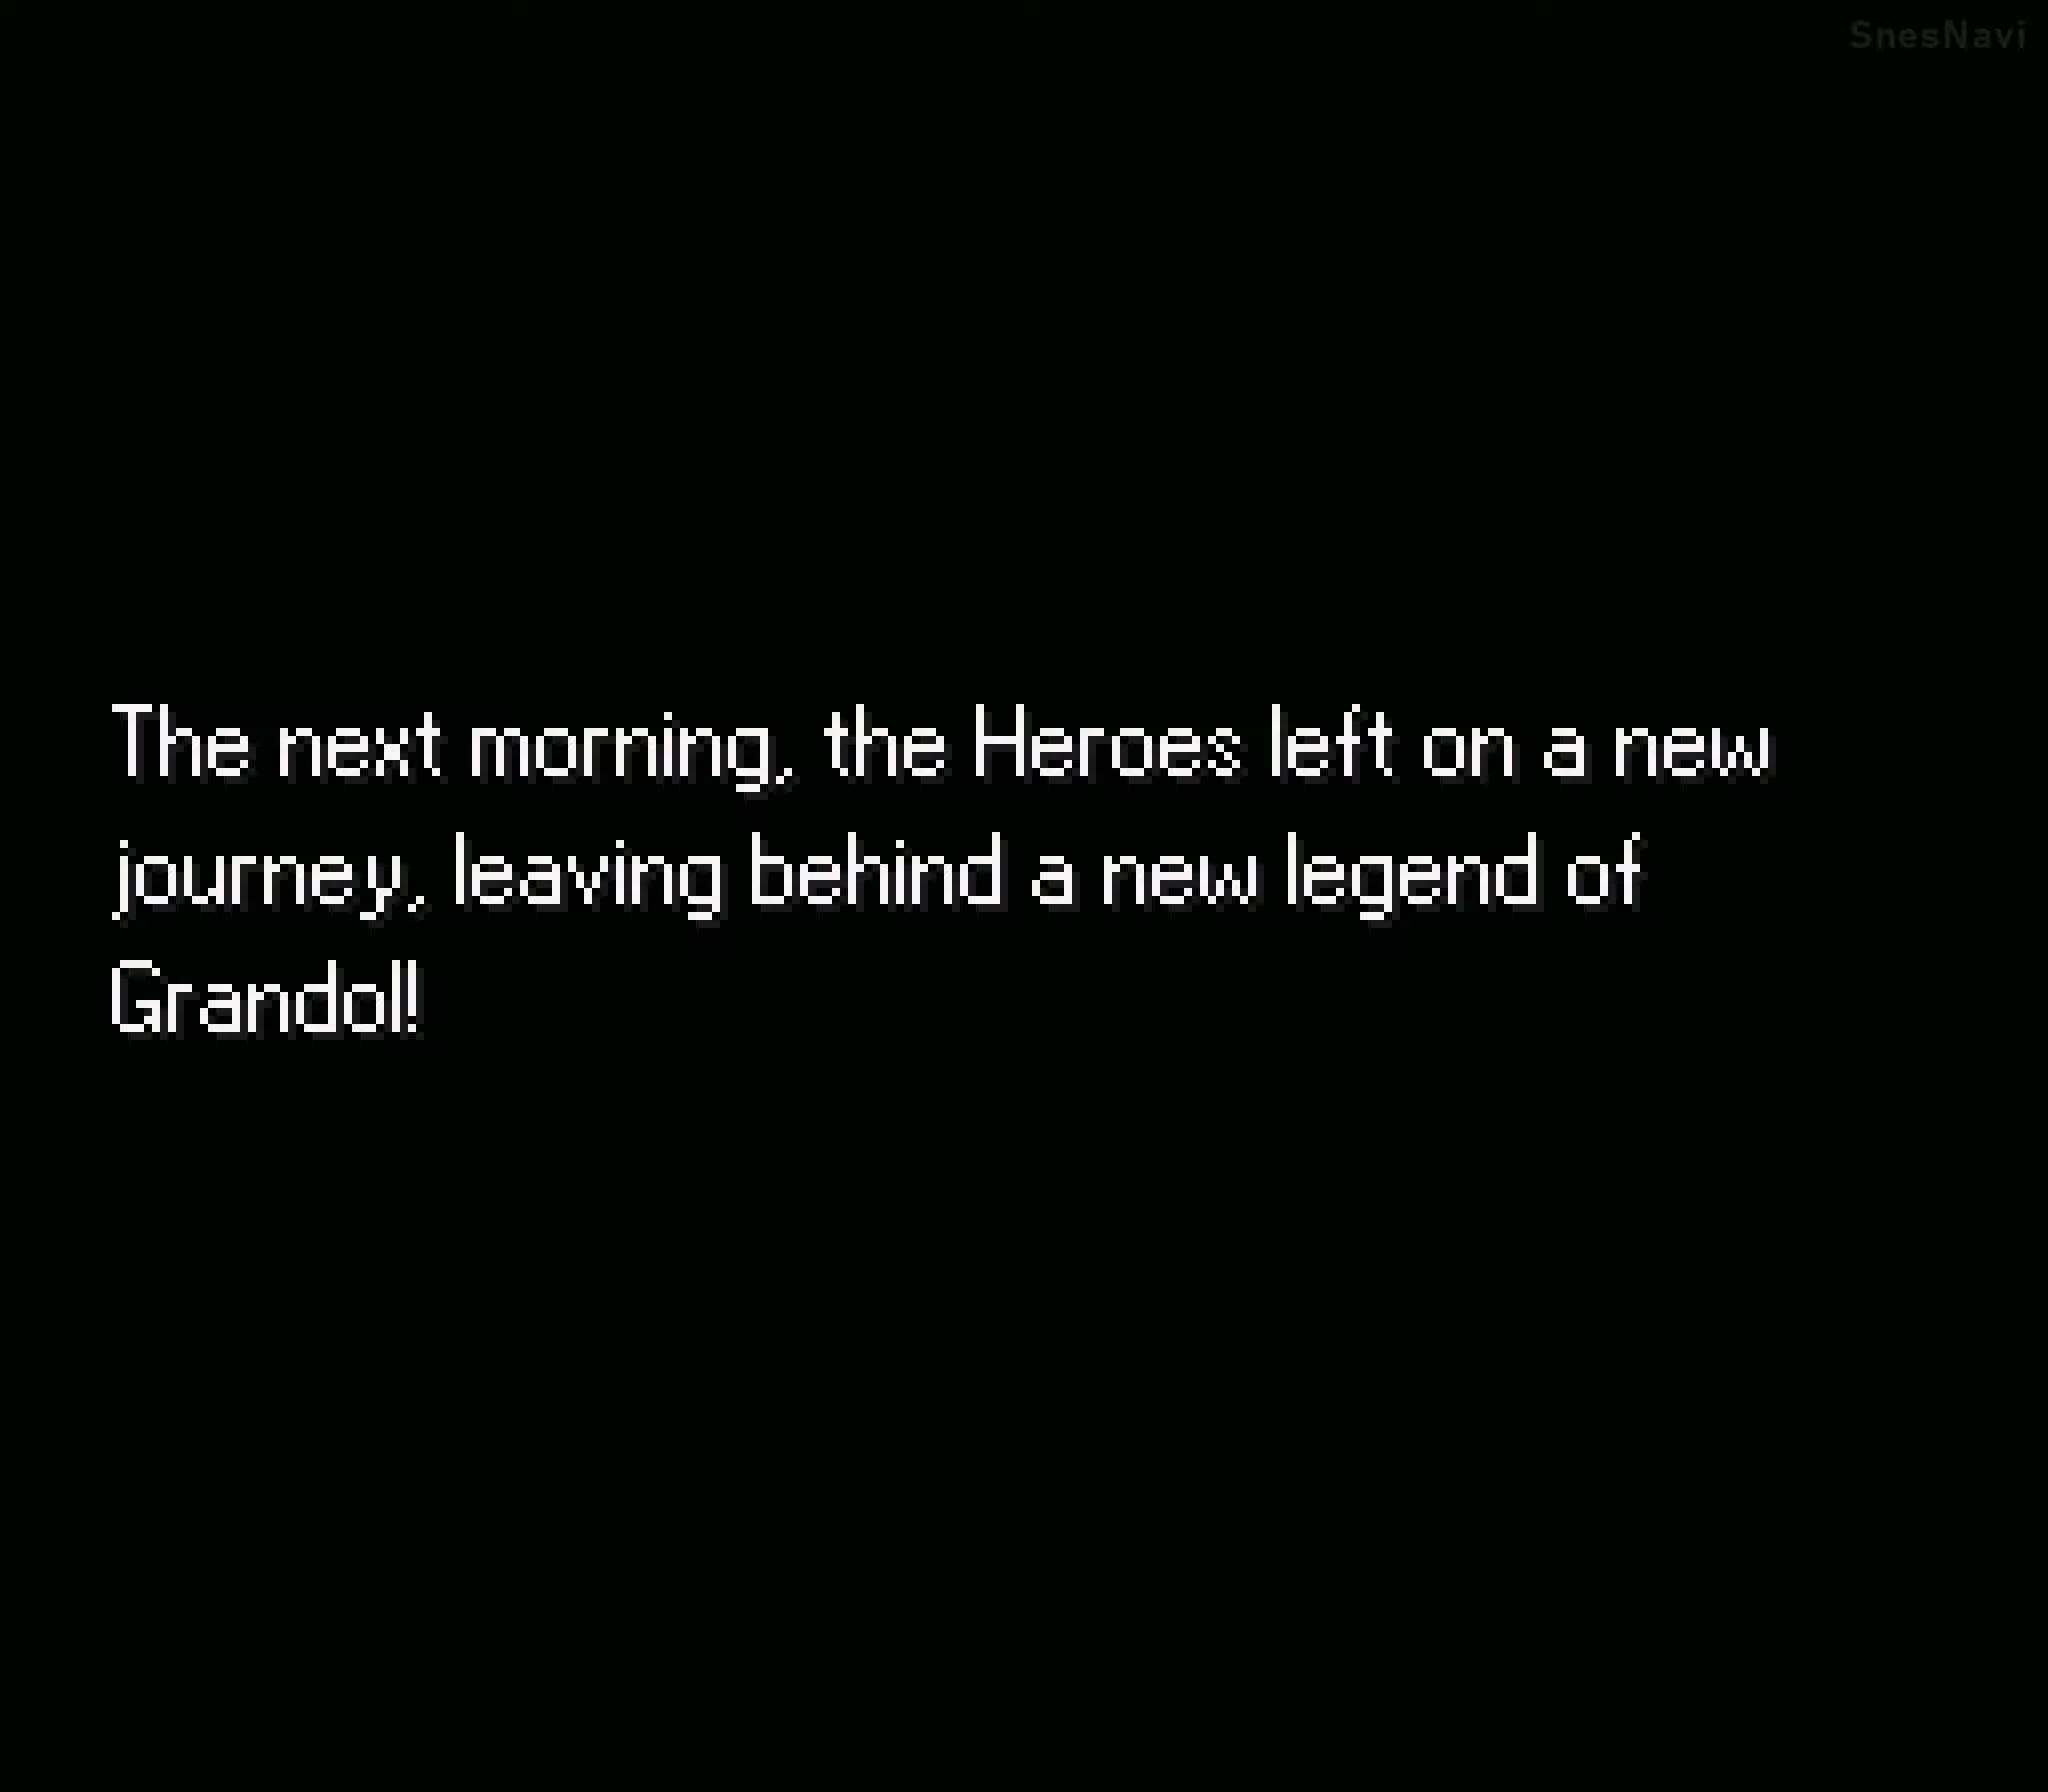 SnesNavi
The next morning, the Heroes left on a new
journey, leaving behind a new legend of
Grandol!